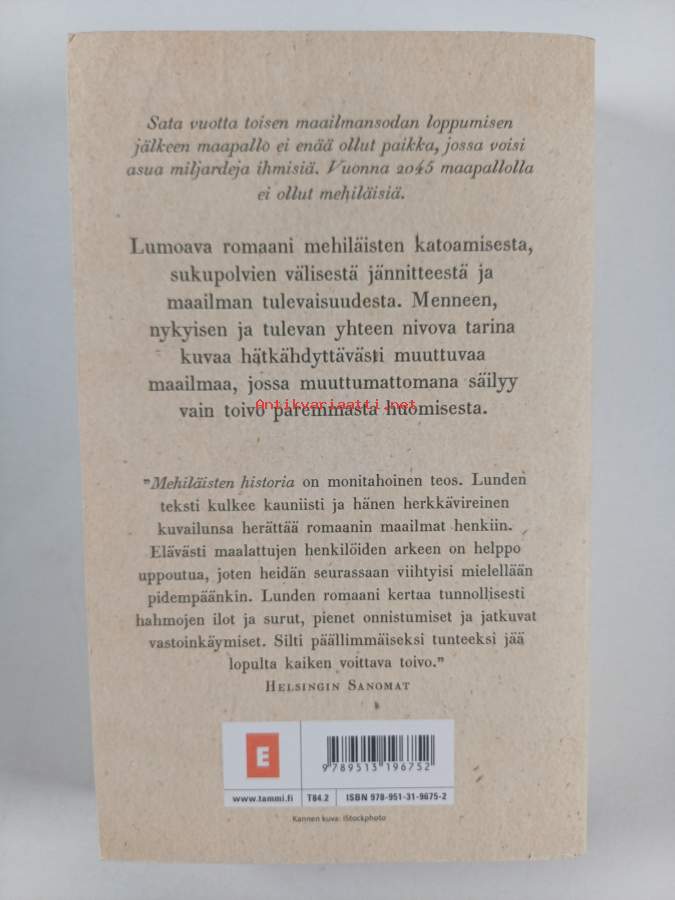 Sata vuotta toisen maailmansodan loppumisen
jälkeen maapallo ei enää ollut paikka, jossa voisi
asua miljardeja ihmisiä. Vuonna 2045 maapallolla
ei ollut mehiläisiä.
Lumoava romaani mehiläisten katoamisesta,
sukupolvien välisestä jännitteestä ja
maailman tulevaisuudesta. Menneen,
nykyisen ja tulevan yhteen nivova tarina
kuvaa hätkähdyttävästi muuttuvaa
maailmaa, jossa muuttumattomana säilyy
vain toivo paremmasta huomisesta.
Antikvariaatti.net
"Mehiläisten historia on monitahoinen teos. Lunden
teksti kulkee kauniisti ja hänen herkkävireinen
kuvailunsa herättää romaanin maailmat henkiin.
Elävästi maalattujen henkilöiden arkeen on helppo
uppoutua, joten heidän seurassaan viihtyisi mielellään
pidempäänkin. Lunden romaani kertaa tunnollisesti
hahmojen ilot ja surut, pienet onnistumiset ja jatkuvat
vastoinkäymiset. Silti päällimmäiseksi tunteeksi jää
lopulta kaiken voittava toivo."
HELSINGIN SANOMAT
E
9 789513 196752
www.tammi.fi
T84.2
ISBN 978-951-31-9675-2
Kannen kuva: iStockphoto